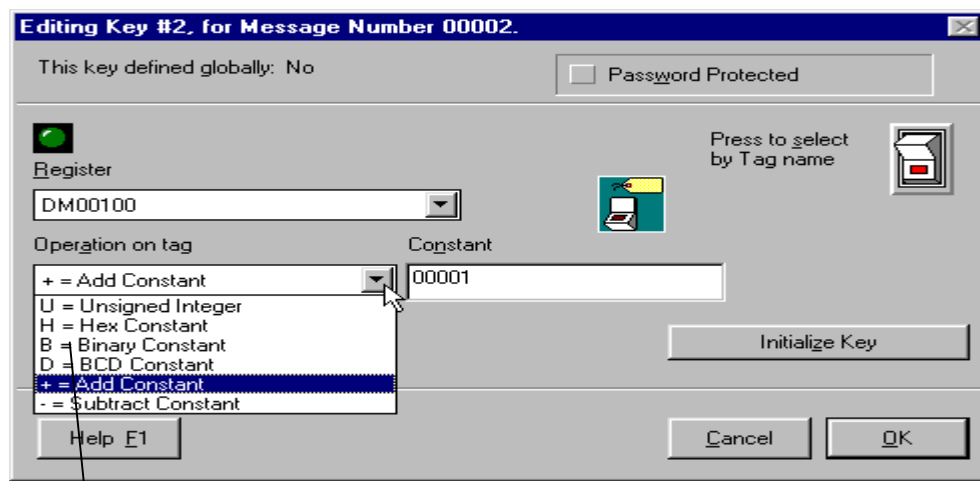 Editing Key #2, for Message Number 00002.
This key defined globally: No
Password Protected
Press to select
by Tag name
Register
DM00100
Operation on tag
Constant
+ = Add Constant
00001
U = Unsigned Integer
H = Hex Constant
B = Binary Constant
D = BCD Constant
+ = Add Constant
- = Subtract Constant
Initialize Key
Help F1
Cancel
OK